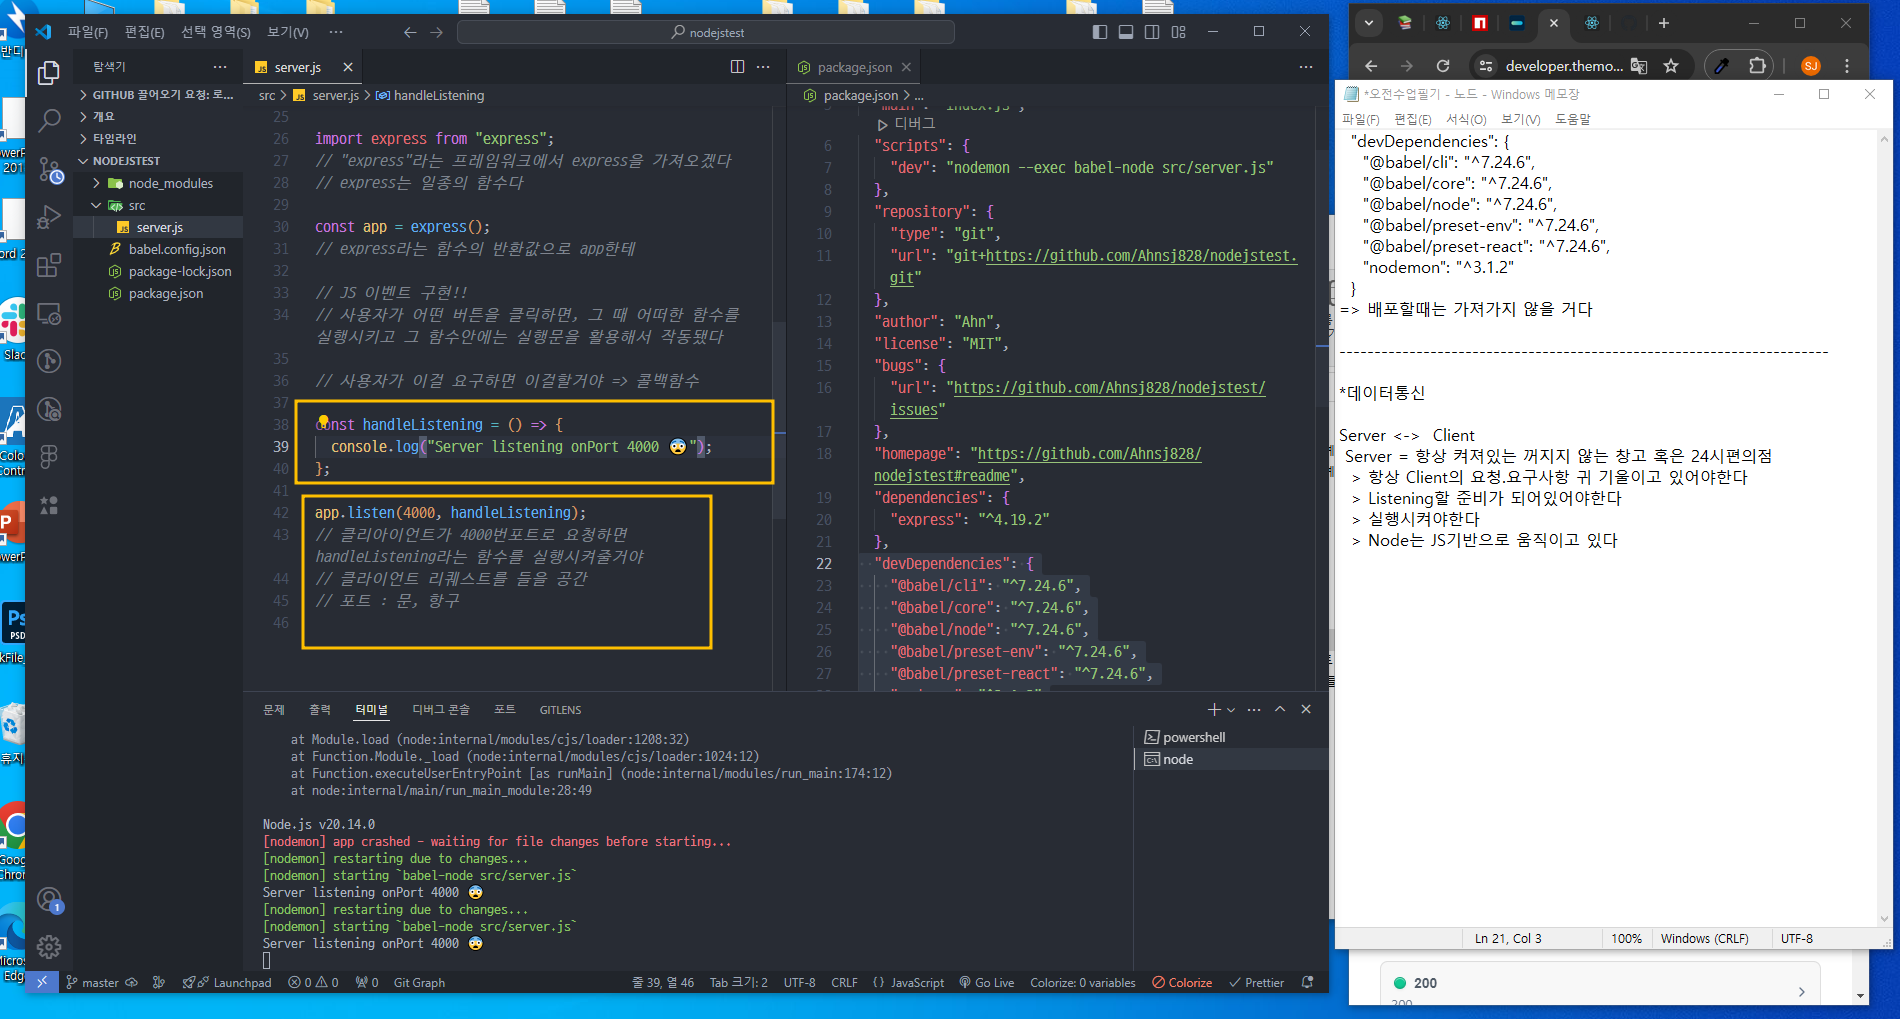 파일(F) 편집(E) 선택 영역(S) 보기(V) ···
nodejstest
탐색기
GITHUB 끌어오기 요청: 로...
개요
타임라인
NODEJSTEST
node_modules
src
server.js
babel.config.json
package-lock.json
package.json
server.js
src > server.js > handleListening
25
26 import express from "express";
27 // "express"라는 프레임워크에서 express을 가져오겠다
28 // express는 일종의 함수다
29
30 const app = express();
31 // express라는 함수의 반환값으로 app한테
32
33 // JS 이벤트 구현!!
34 // 사용자가 어떤 버튼을 클릭하면, 그 때 어떠한 함수를
실행시키고 그 함수안에는 실행문을 활용해서 작동됐다
35
36 // 사용자가 이걸 요구하면 이걸할거야 => 콜백함수
37
38 const handleListening = () => {
39 console.log("Server listening onPort 4000 😨");
40 };
41
42 app.listen(4000, handleListening);
43 // 클리아이언트가 4000번포트로 요청하면
handleListening라는 함수를 실행시켜줄거야
44 // 클라이언트 리퀘스트를 들을 공간
45 // 포트 : 문, 항구
46
package.json
package.json > ...
"main": "index.js",
디버그
6 "scripts": {
7 "dev": "nodemon --exec babel-node src/server.js"
8 },
9 "repository": {
10 "type": "git",
11 "url": "git+https://github.com/Ahnsj828/nodejstest.
git"
12 },
13 "author": "Ahn",
14 "license": "MIT",
15 "bugs": {
16 "url": "https://github.com/Ahnsj828/nodejstest/
issues"
17 },
18 "homepage": "https://github.com/Ahnsj828/
nodejstest#readme",
19 "dependencies": {
20 "express": "^4.19.2"
21 },
22 "devDependencies": {
23 "@babel/cli": "^7.24.6",
24 "@babel/core": "^7.24.6",
25 "@babel/node": "^7.24.6",
26 "@babel/preset-env": "^7.24.6",
27 "@babel/preset-react": "^7.24.6",
문제 출력 터미널 디버그 콘솔 포트 GITLENS
at Module.load (node:internal/modules/cjs/loader:1208:32)
at Function.Module._load (node:internal/modules/cjs/loader:1024:12)
at Function.executeUserEntryPoint [as runMain] (node:internal/modules/run_main:174:12)
at node:internal/main/run_main_module:28:49
Node.js v20.14.0
[nodemon] app crashed - waiting for file changes before starting...
[nodemon] restarting due to changes...
[nodemon] starting `babel-node src/server.js`
Server listening onPort 4000 😨
[nodemon] restarting due to changes...
[nodemon] starting `babel-node src/server.js`
Server listening onPort 4000 😨
powershell
node
master Launchpad 0 0 0 Git Graph 줄 39, 열 46 Tab 크기: 2 UTF-8 CRLF {} JavaScript Go Live Colorize: 0 variables Colorize Prettier
developer.themo...
SJ
*오전수업필기 - 노드 - Windows 메모장
파일(F) 편집(E) 서식(O) 보기(V) 도움말
"devDependencies": {
"@babel/cli": "^7.24.6",
"@babel/core": "^7.24.6",
"@babel/node": "^7.24.6",
"@babel/preset-env": "^7.24.6",
"@babel/preset-react": "^7.24.6",
"nodemon": "^3.1.2"
}
=> 배포할때는 가져가지 않을 거다
----------------------------------------------------------------------
*데이터통신
Server <-> Client
Server = 항상 켜져있는 꺼지지 않는 창고 혹은 24시편의점
> 항상 Client의 요청.요구사항 귀 기울이고 있어야한다
> Listening할 준비가 되어있어야한다
> 실행시켜야한다
> Node는 JS기반으로 움직이고 있다
Ln 21, Col 3 100% Windows (CRLF) UTF-8
200
200